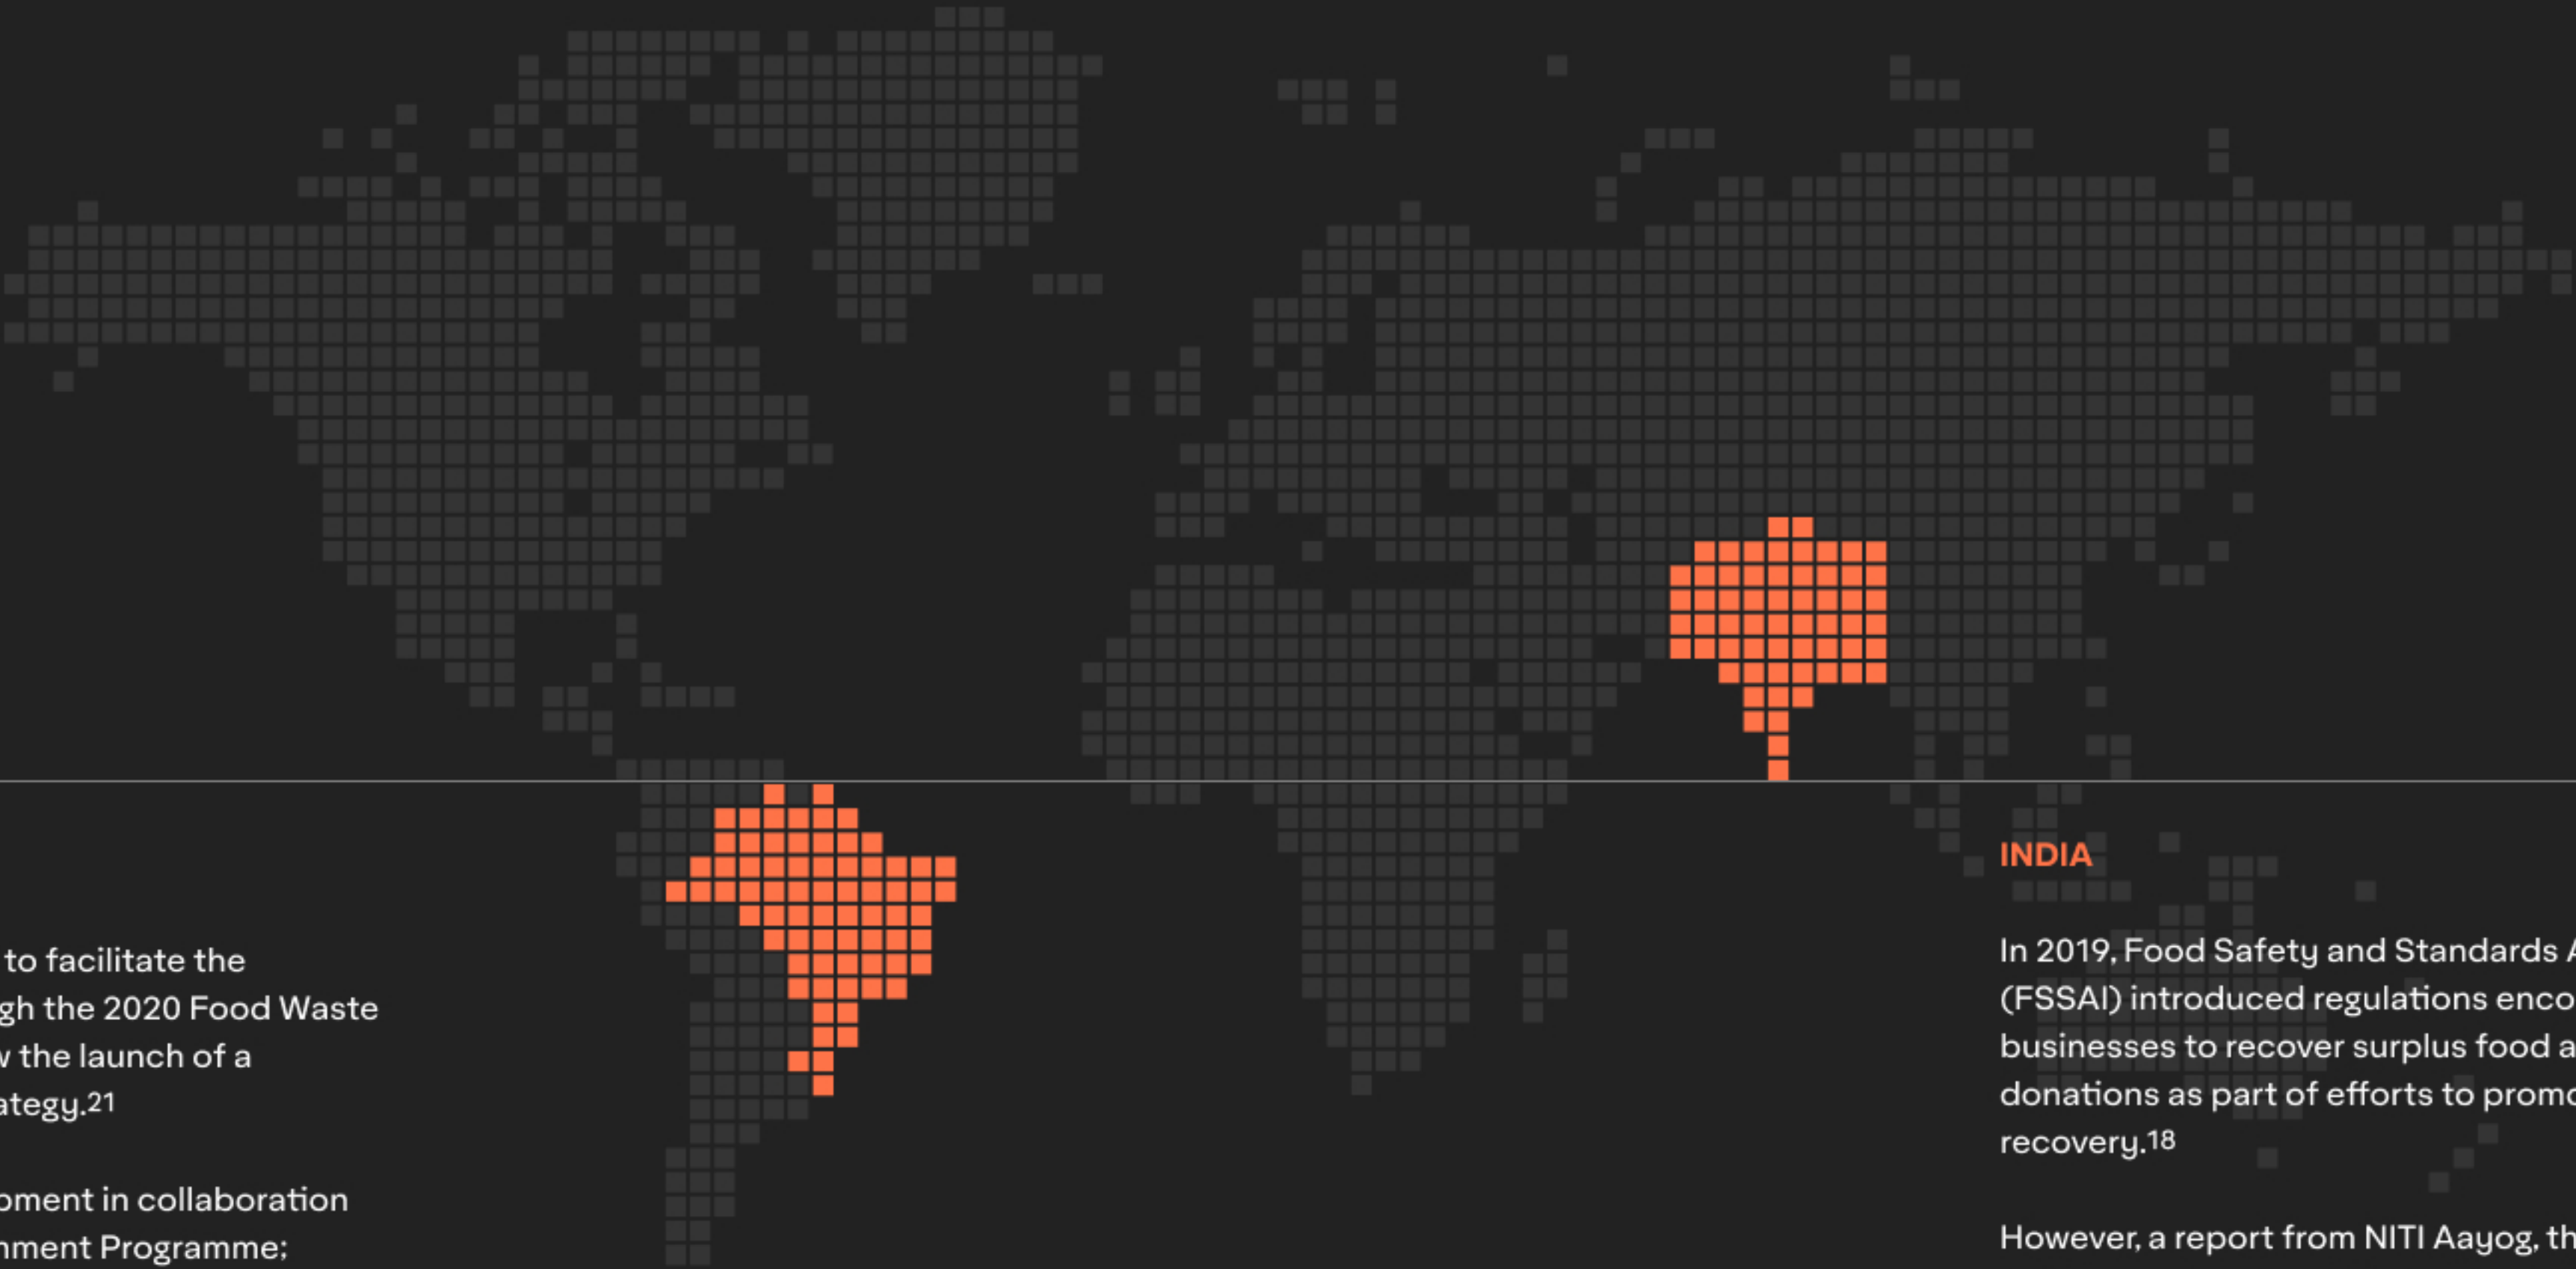 to facilitate the
gh the 2020 Food Waste
w the launch of a
ategy.21
pment in collaboration
nment Programme;
INDIA
In 2019, Food Safety and Standards A
(FSSAI) introduced regulations enco
businesses to recover surplus food a
donations as part of efforts to promo
recovery.18
However, a report from NITI Aayog, th